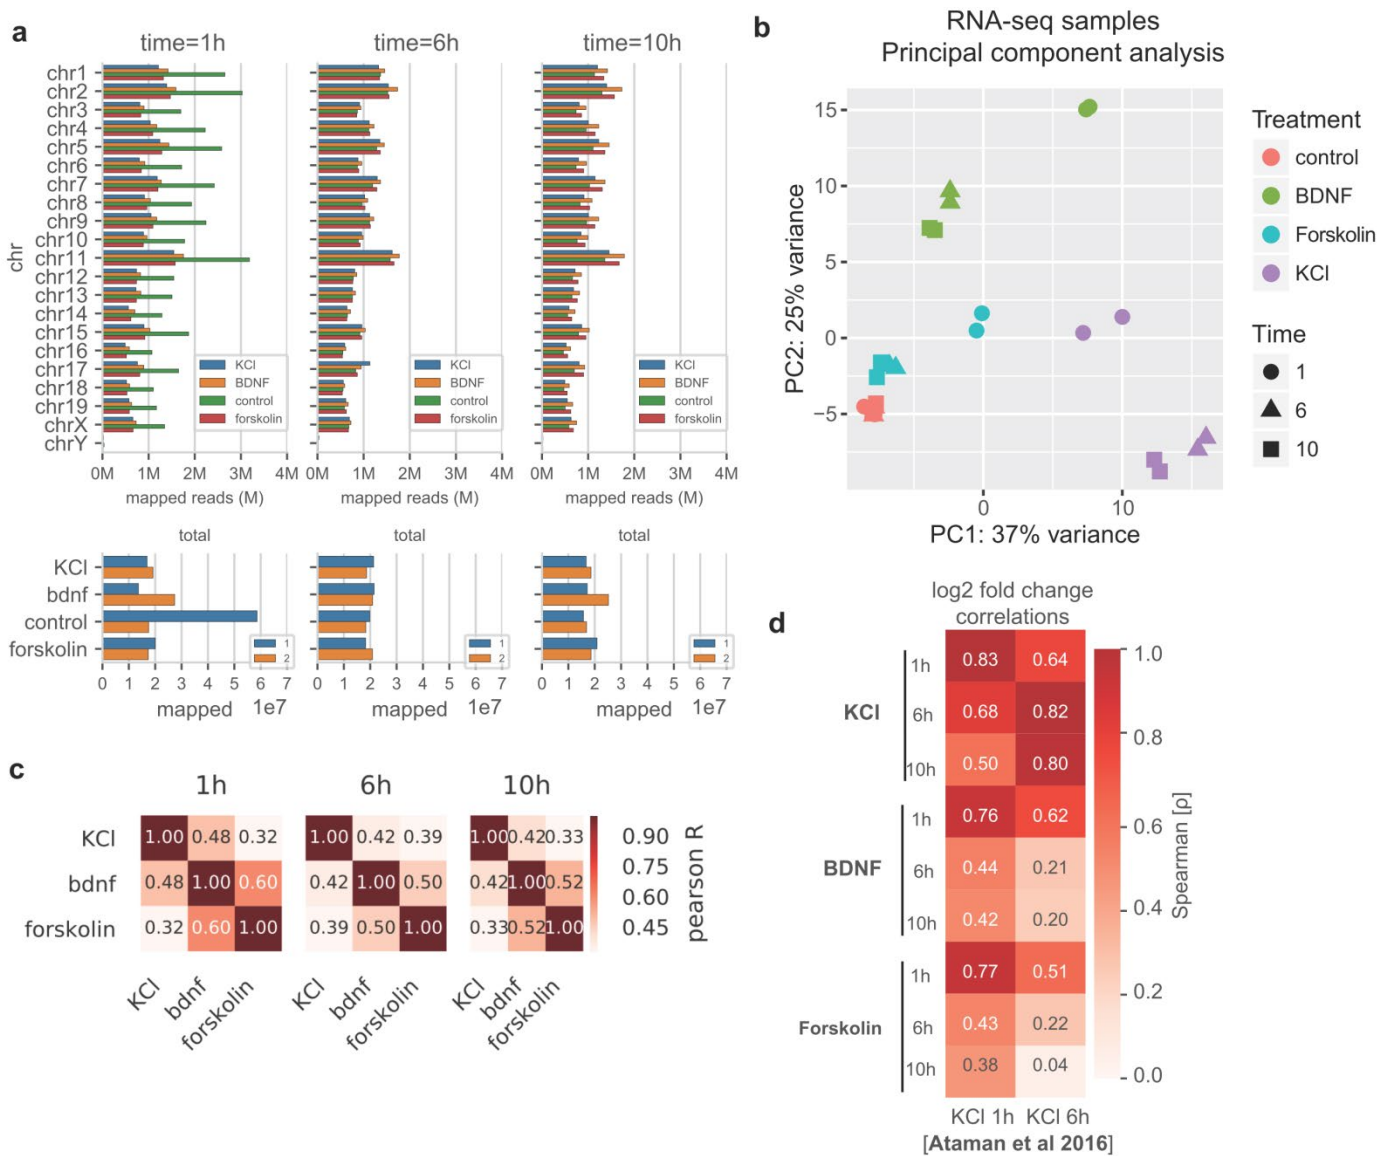 a
time=1h time=6h time=10h
chr
chr1
chr2
chr3
chr4
chr5
chr6
chr7
chr8
chr9
chr10
chr11
chr12
chr13
chr14
chr15
chr16
chr17
chr18
chr19
chrX
chrY
KCl
BDNF
control
forskolin
KCl
BDNF
control
forskolin
KCl
BDNF
control
forskolin
0M 1M 2M 3M 4M 0M 1M 2M 3M 4M 0M 1M 2M 3M 4M
mapped reads (M) mapped reads (M) mapped reads (M)
total total total
KCl
bdnf
control
forskolin
1
2
1
2
1
2
0 1 2 3 4 5 6 7 0 1 2 3 4 5 6 7 0 1 2 3 4 5 6 7
mapped 1e7 mapped 1e7 mapped 1e7
b
RNA-seq samples
Principal component analysis
PC2: 25% variance
15
10
5
0
−5
0 10
PC1: 37% variance
Treatment
control
BDNF
Forskolin
KCl
Time
1
6
10
c
1h 6h 10h
KCl 1.00 0.48 0.32 1.00 0.42 0.39 1.00 0.42 0.33
bdnf 0.48 1.00 0.60 0.42 1.00 0.50 0.42 1.00 0.52
forskolin 0.32 0.60 1.00 0.39 0.50 1.00 0.33 0.52 1.00
KCl bdnf forskolin KCl bdnf forskolin KCl bdnf forskolin
0.90
0.75
0.60
0.45
pearson R
d
log2 fold change
correlations
KCl
1h 0.83 0.64
6h 0.68 0.82
10h 0.50 0.80
BDNF
1h 0.76 0.62
6h 0.44 0.21
10h 0.42 0.20
Forskolin
1h 0.77 0.51
6h 0.43 0.22
10h 0.38 0.04
KCl 1h KCl 6h
[Ataman et al 2016]
1.0
0.8
0.6
0.4
0.2
0.0
Spearman [ρ]